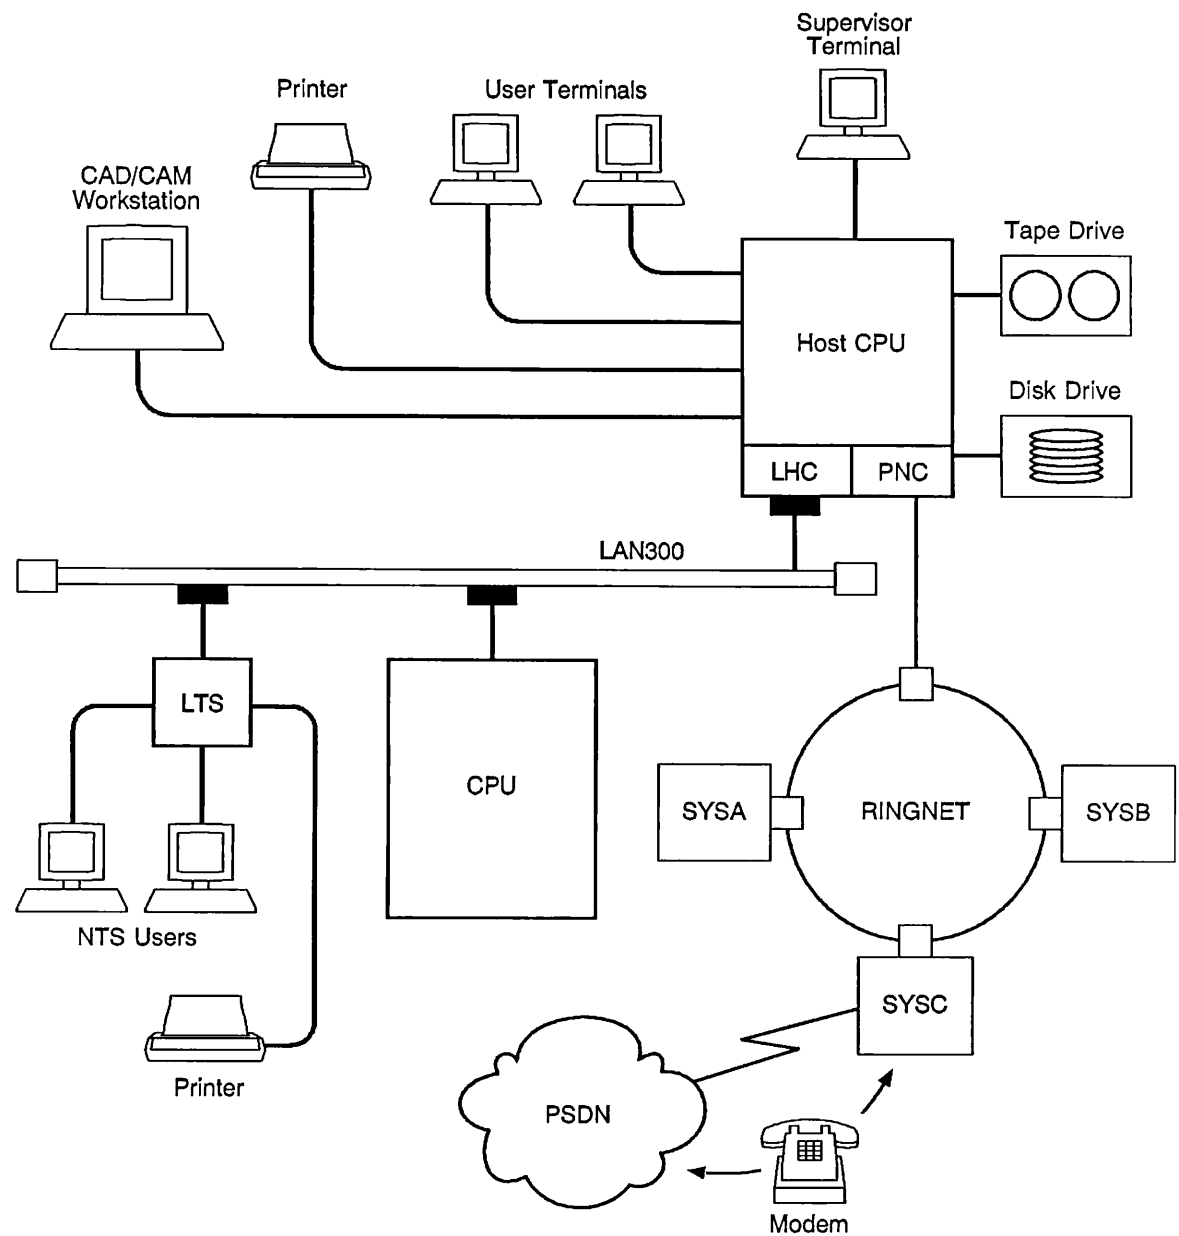 Supervisor
Terminal
Printer
User Terminals
CAD/CAM
Workstation
Tape Drive
Host CPU
Disk Drive
LHC
PNC
LAN300
LTS
CPU
SYSA
RINGNET
SYSB
NTS Users
SYSC
Printer
PSDN
Modem